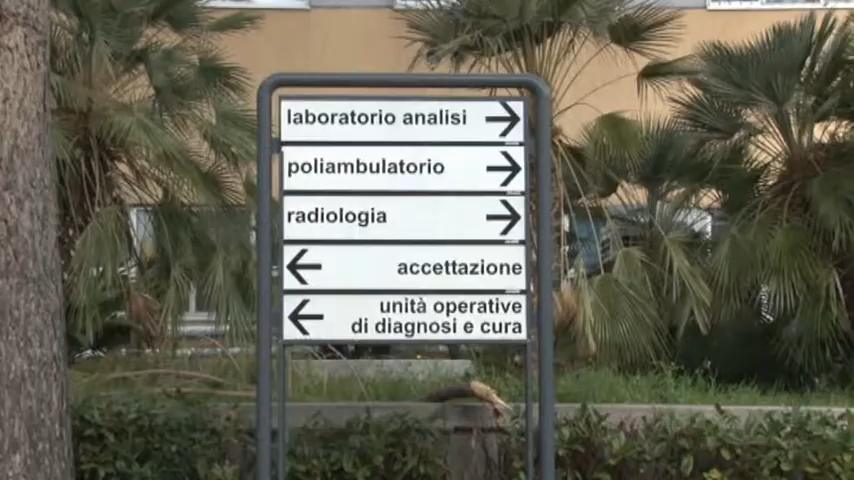 laboratorio analisi
poliambulatorio
radiologia
accettazione
unità operative
di diagnosi e cura